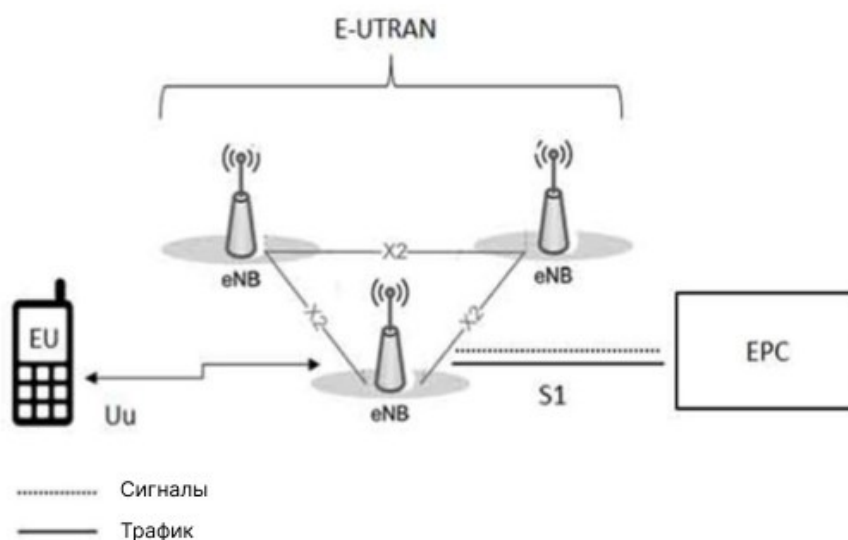 E-UTRAN
X2
eNB
eNB
X2
X2
EU
EPC
Uu
eNB
S1
Сигналы
Трафик